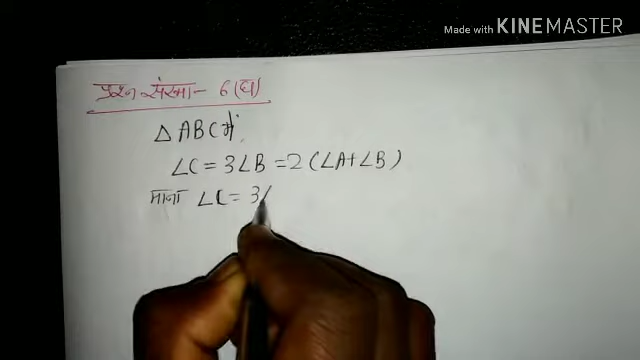 Made with KINEMASTER
प्रश्न संख्या- 6 (घ)
△ ABC में,
∠C = 3∠B = 2 (∠A + ∠B)
माना ∠C = 3∠